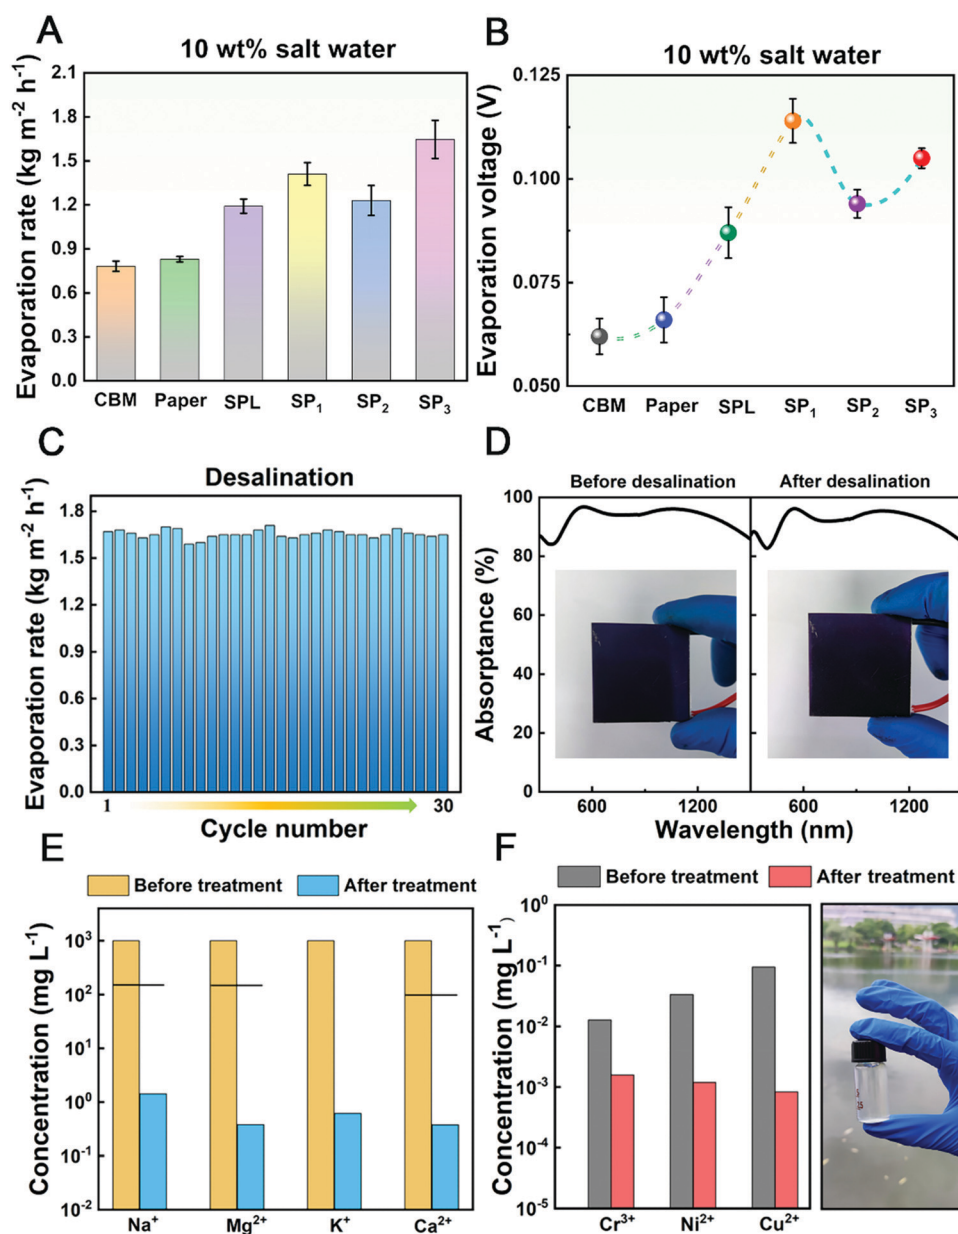 A
10 wt% salt water
Evaporation rate (kg m⁻² h⁻¹)
2.1
1.8
1.5
1.2
0.9
0.6
0.3
0.0
CBM Paper SPL SP₁ SP₂ SP₃
B
10 wt% salt water
Evaporation voltage (V)
0.125
0.100
0.075
0.050
CBM Paper SPL SP₁ SP₂ SP₃
C
Desalination
Evaporation rate (kg m⁻² h⁻¹)
1.8
1.5
1.2
0.9
0.6
0.3
0.0
1 30
Cycle number
D
Before desalination After desalination
Absorptance (%)
100
80
60
40
20
0
600 1200 600 1200
Wavelength (nm)
E
Before treatment After treatment
Concentration (mg L⁻¹)
10³
10²
10¹
10⁰
10⁻¹
10⁻²
Na⁺ Mg²⁺ K⁺ Ca²⁺
F
Before treatment After treatment
Concentration (mg L⁻¹)
10⁰
10⁻¹
10⁻²
10⁻³
10⁻⁴
10⁻⁵
Cr³⁺ Ni²⁺ Cu²⁺